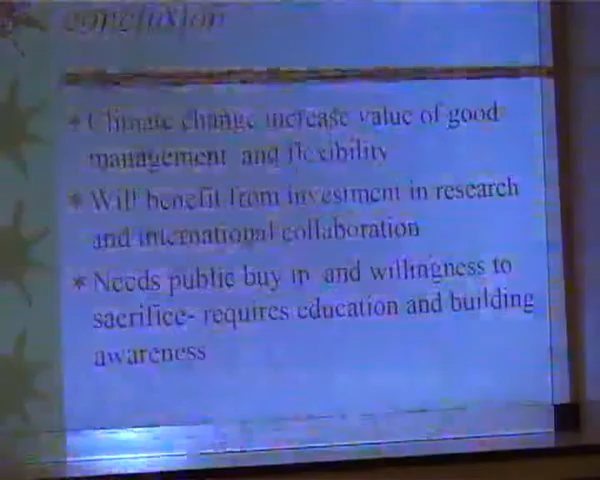 conclusion
* Climate change increase value of good
management and flexibility
* Will benefit from investment in research
and international collaboration
* Needs public buy in and willingness to
sacrifice- requires education and building
awareness